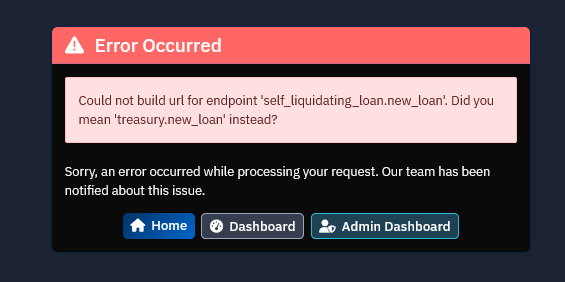 Error Occurred
Could not build url for endpoint 'self_liquidating_loan.new_loan'. Did you
mean 'treasury.new_loan' instead?
Sorry, an error occurred while processing your request. Our team has been
notified about this issue.
Home Dashboard Admin Dashboard